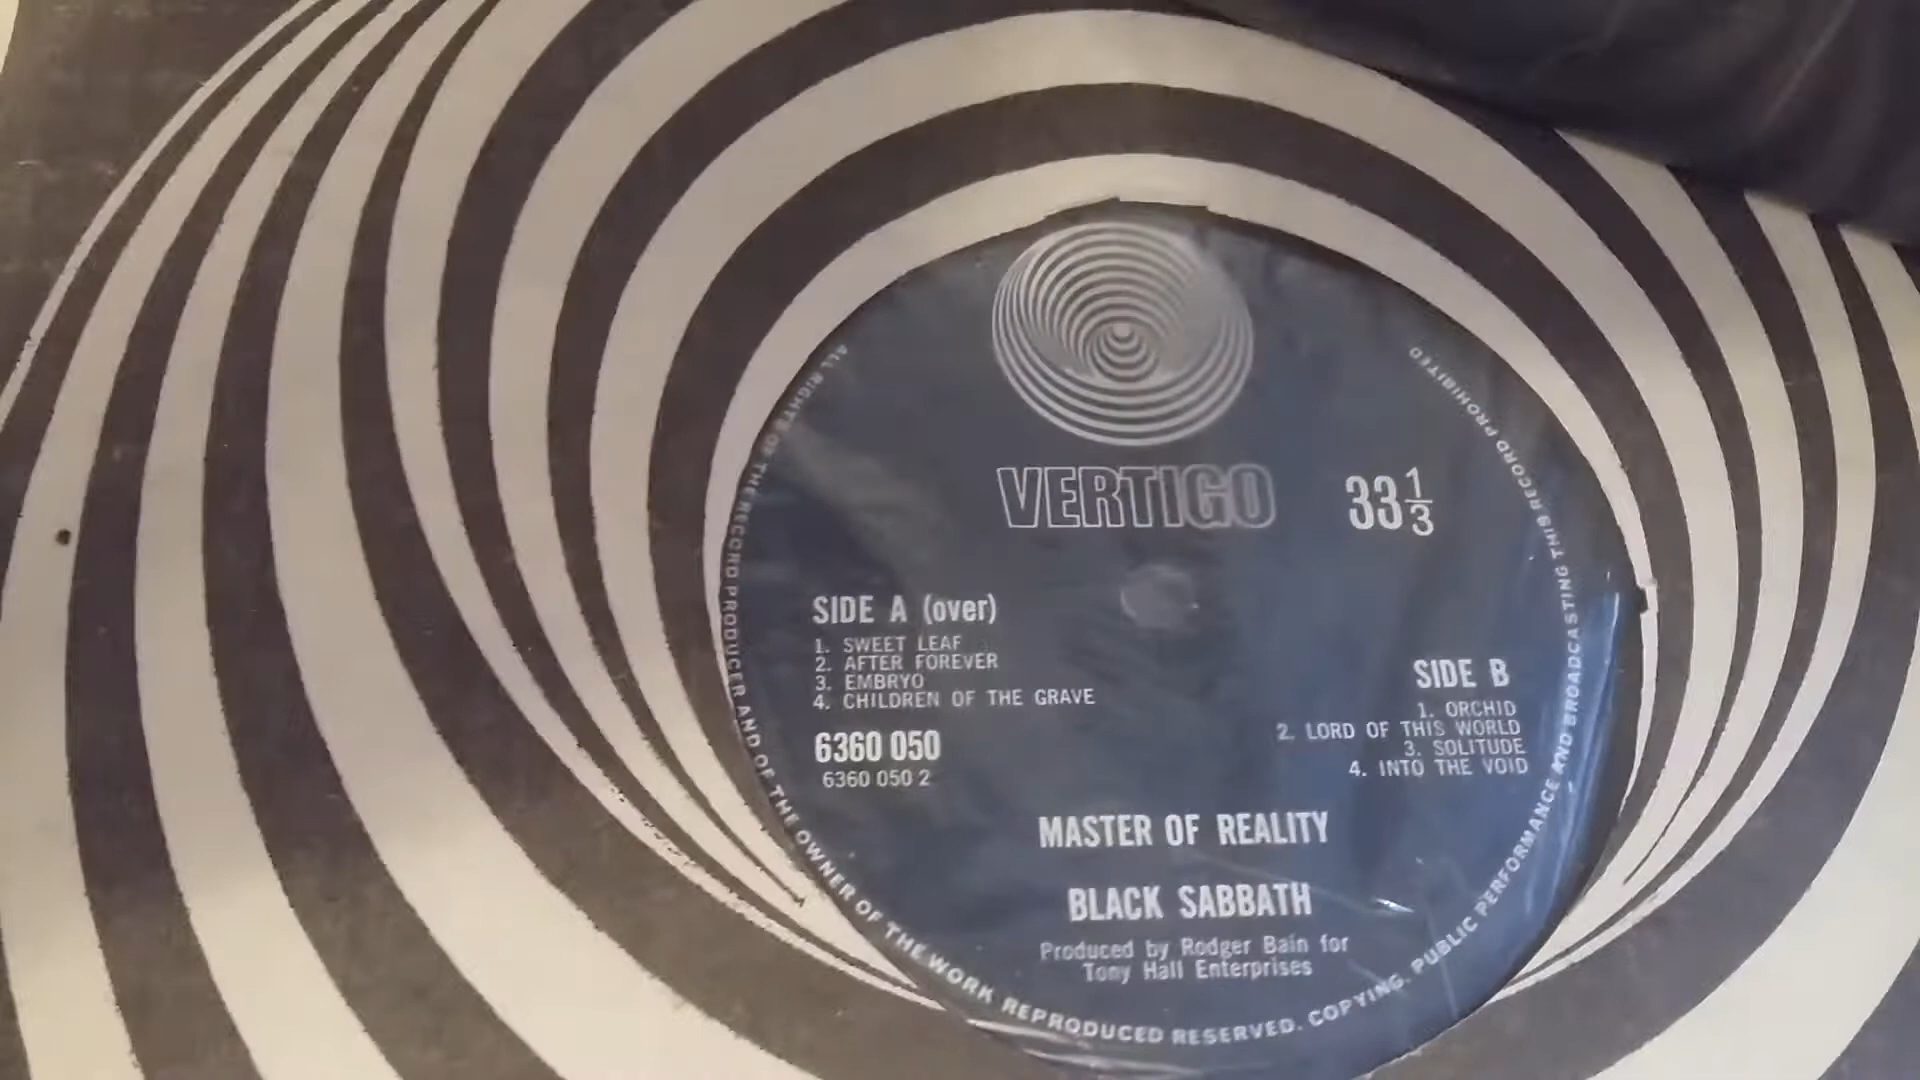 VERTIGO
33 1/3
SIDE A (over)
1. SWEET LEAF
2. AFTER FOREVER
3. EMBRYO
4. CHILDREN OF THE GRAVE
6360 050
6360 050 2
SIDE B
1. ORCHID
2. LORD OF THIS WORLD
3. SOLITUDE
4. INTO THE VOID
MASTER OF REALITY
BLACK SABBATH
Produced by Rodger Bain for
Tony Hall Enterprises
ALL RIGHTS OF THE RECORD PRODUCER AND OF THE OWNER OF THE WORK REPRODUCED RESERVED. COPYING. PUBLIC PERFORMANCE AND BROADCASTING THIS RECORD PROHIBITED